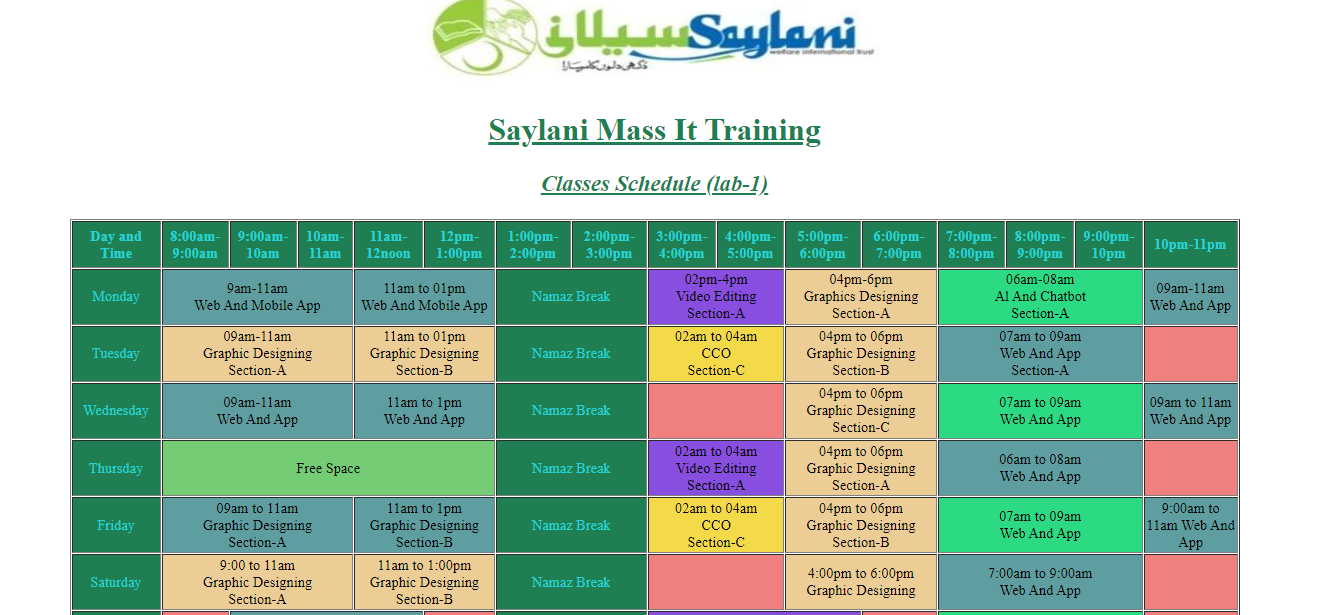 سیلانی Saylani
welfare international trust
Saylani Mass It Training
Classes Schedule (lab-1)
Day and
Time
8:00am-
9:00am
9:00am-
10am
10am-
11am
11am-
12noon
12pm-
1:00pm
1:00pm-
2:00pm
2:00pm-
3:00pm
3:00pm-
4:00pm
4:00pm-
5:00pm
5:00pm-
6:00pm
6:00pm-
7:00pm
7:00pm-
8:00pm
8:00pm-
9:00pm
9:00pm-
10pm
10pm-11pm
Monday
9am-11am
Web And Mobile App
11am to 01pm
Web And Mobile App
Namaz Break
02pm-4pm
Video Editing
Section-A
04pm-6pm
Graphics Designing
Section-A
06am-08am
AI And Chatbot
Section-A
09am-11am
Web And App
Tuesday
09am-11am
Graphic Designing
Section-A
11am to 01pm
Graphic Designing
Section-B
Namaz Break
02am to 04am
CCO
Section-C
04pm to 06pm
Graphic Designing
Section-B
07am to 09am
Web And App
Section-A
Wednesday
09am-11am
Web And App
11am to 1pm
Web And App
Namaz Break
04pm to 06pm
Graphic Designing
Section-C
07am to 09am
Web And App
09am to 11am
Web And App
Thursday
Free Space
Namaz Break
02am to 04am
Video Editing
Section-A
04pm to 06pm
Graphic Designing
Section-A
06am to 08am
Web And App
Friday
09am to 11am
Graphic Designing
Section-A
11am to 1pm
Graphic Designing
Section-B
Namaz Break
02am to 04am
CCO
Section-C
04pm to 06pm
Graphic Designing
Section-B
07am to 09am
Web And App
9:00am to
11am Web And
App
Saturday
9:00 to 11am
Graphic Designing
Section-A
11am to 1:00pm
Graphic Designing
Section-B
Namaz Break
4:00pm to 6:00pm
Graphic Designing
7:00am to 9:00am
Web And App